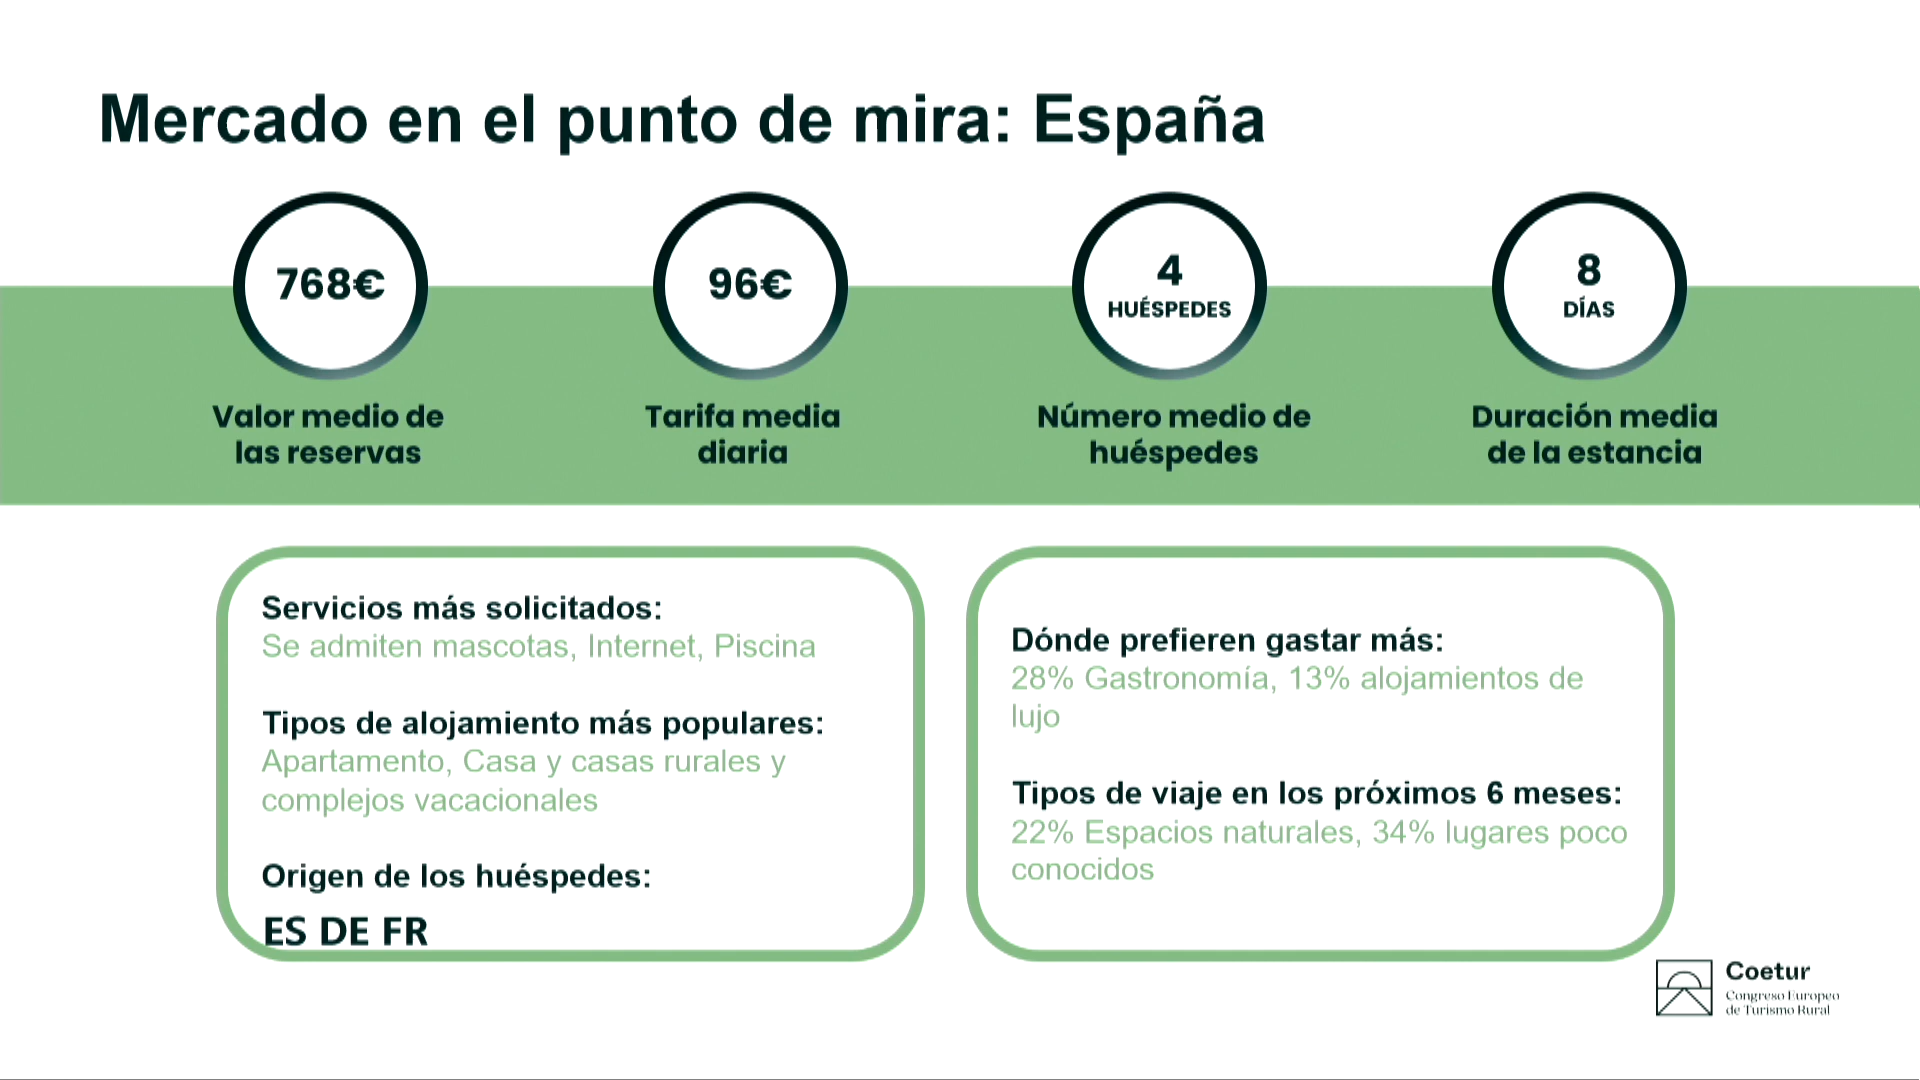 Mercado en el punto de mira: España
768€
Valor medio de
las reservas
96€
Tarifa media
diaria
4
HUÉSPEDES
Número medio de
huéspedes
8
DÍAS
Duración media
de la estancia
Servicios más solicitados:
Se admiten mascotas, Internet, Piscina
Tipos de alojamiento más populares:
Apartamento, Casa y casas rurales y
complejos vacacionales
Origen de los huéspedes:
ES DE FR
Dónde prefieren gastar más:
28% Gastronomía, 13% alojamientos de
lujo
Tipos de viaje en los próximos 6 meses:
22% Espacios naturales, 34% lugares poco
conocidos
Coetur
Congreso Europeo
de Turismo Rural